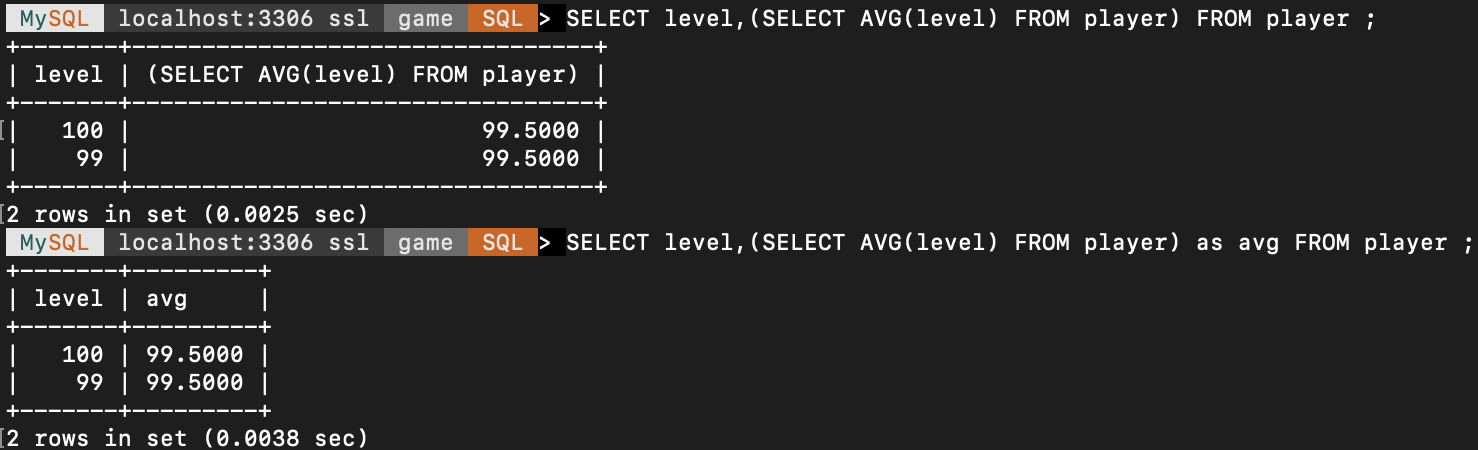 MySQL localhost:3306 ssl game SQL > SELECT level,(SELECT AVG(level) FROM player) FROM player ;
+-------+---------------------------------+
| level | (SELECT AVG(level) FROM player) |
+-------+---------------------------------+
[|   100 |                         99.5000 |
|    99 |                         99.5000 |
+-------+---------------------------------+
[2 rows in set (0.0025 sec)
MySQL localhost:3306 ssl game SQL > SELECT level,(SELECT AVG(level) FROM player) as avg FROM player ;
+-------+---------+
| level | avg     |
+-------+---------+
|   100 | 99.5000 |
|    99 | 99.5000 |
+-------+---------+
[2 rows in set (0.0038 sec)